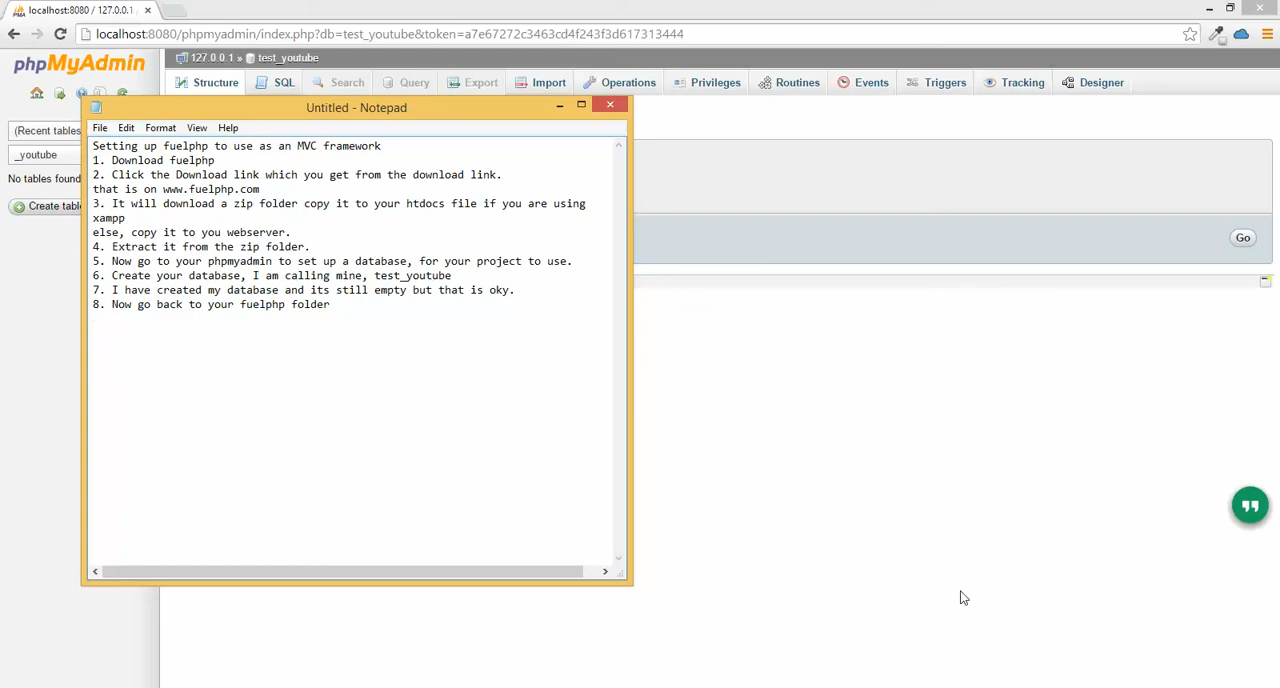 localhost:8080 / 127.0.0.1
localhost:8080/phpmyadmin/index.php?db=test_youtube&token=a7e67272c3463cd4f243f3d617313444
phpMyAdmin
127.0.0.1 » test_youtube
Structure SQL Search Query Export Import Operations Privileges Routines Events Triggers Tracking Designer
(Recent tables
_youtube
No tables found
Create table
Go
Untitled - Notepad
File Edit Format View Help
Setting up fuelphp to use as an MVC framework
1. Download fuelphp
2. Click the Download link which you get from the download link.
that is on www.fuelphp.com
3. It will download a zip folder copy it to your htdocs file if you are using
xampp
else, copy it to you webserver.
4. Extract it from the zip folder.
5. Now go to your phpmyadmin to set up a database, for your project to use.
6. Create your database, I am calling mine, test_youtube
7. I have created my database and its still empty but that is oky.
8. Now go back to your fuelphp folder